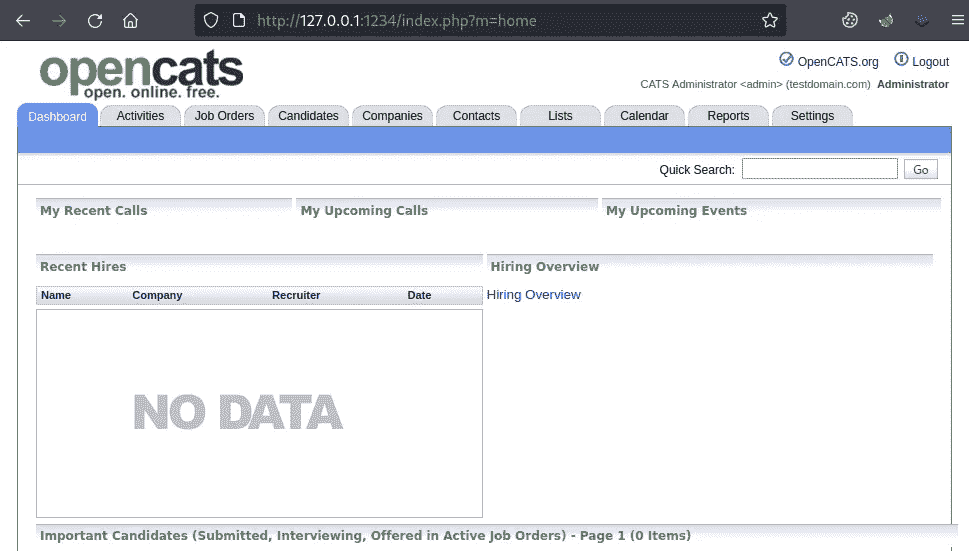 http://127.0.0.1:1234/index.php?m=home
opencats
open. online. free.
OpenCATS.org Logout
CATS Administrator <admin> (testdomain.com) Administrator
Dashboard Activities Job Orders Candidates Companies Contacts Lists Calendar Reports Settings
Quick Search: Go
My Recent Calls My Upcoming Calls My Upcoming Events
Recent Hires Hiring Overview
Name Company Recruiter Date Hiring Overview
NO DATA
Important Candidates (Submitted, Interviewing, Offered in Active Job Orders) - Page 1 (0 Items)